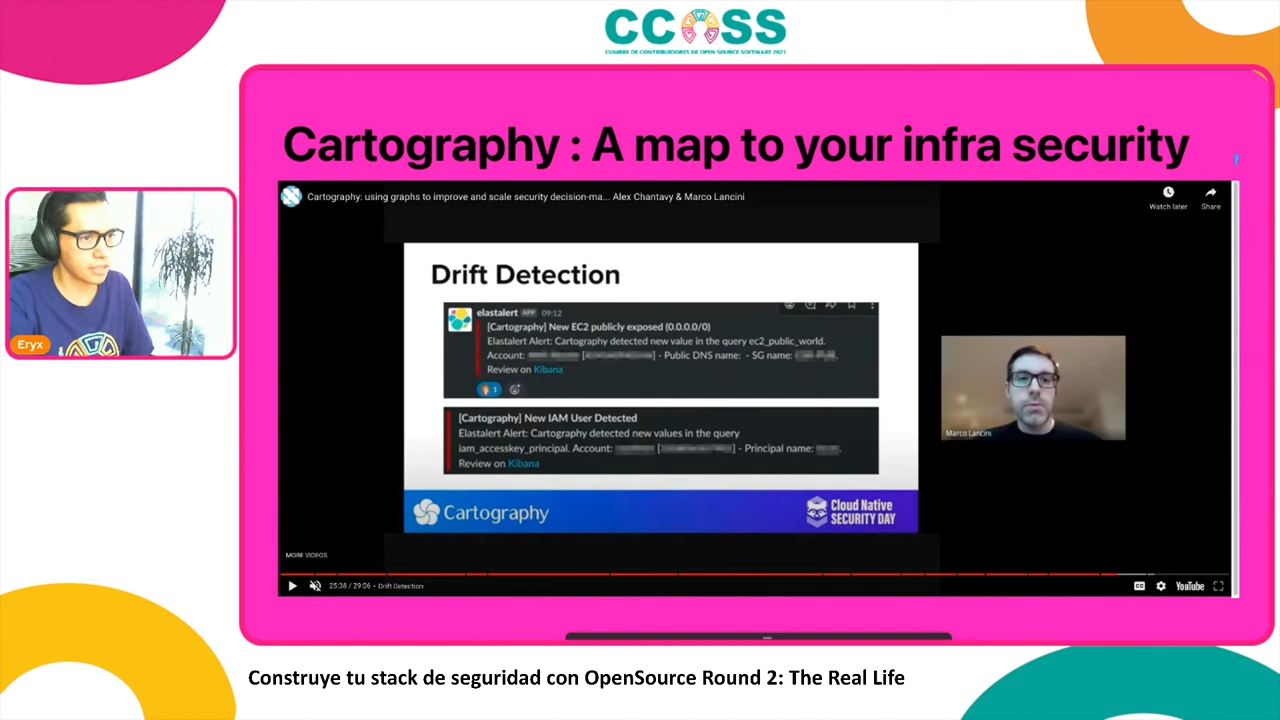 CCOSS
CUMBRE DE CONTRIBUIDORES DE OPEN SOURCE SOFTWARE 2021
Cartography : A map to your infra security
Cartography: using graphs to improve and scale security decision-ma... Alex Chantavy & Marco Lancini
Watch later
Share
Drift Detection
elastalert APP 09:12
[Cartography] New EC2 publicly exposed (0.0.0.0/0)
Elastalert Alert: Cartography detected new value in the query ec2_public_world.
Account: [ ] - Public DNS name: - SG name: .
Review on Kibana
1
[Cartography] New IAM User Detected
Elastalert Alert: Cartography detected new values in the query
iam_accesskey_principal. Account: [ ] - Principal name: .
Review on Kibana
Cartography
Cloud Native
SECURITY DAY
Marco Lancini
Eryx
MORE VIDEOS
25:38 / 29:06 • Drift Detection
CC
YouTube
Construye tu stack de seguridad con OpenSource Round 2: The Real Life